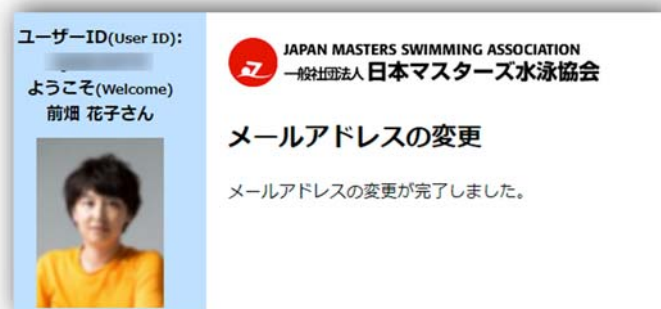 ユーザーID(User ID):
ようこそ(Welcome)
前畑 花子さん
JAPAN MASTERS SWIMMING ASSOCIATION
一般社団法人 日本マスターズ水泳協会
メールアドレスの変更
メールアドレスの変更が完了しました。